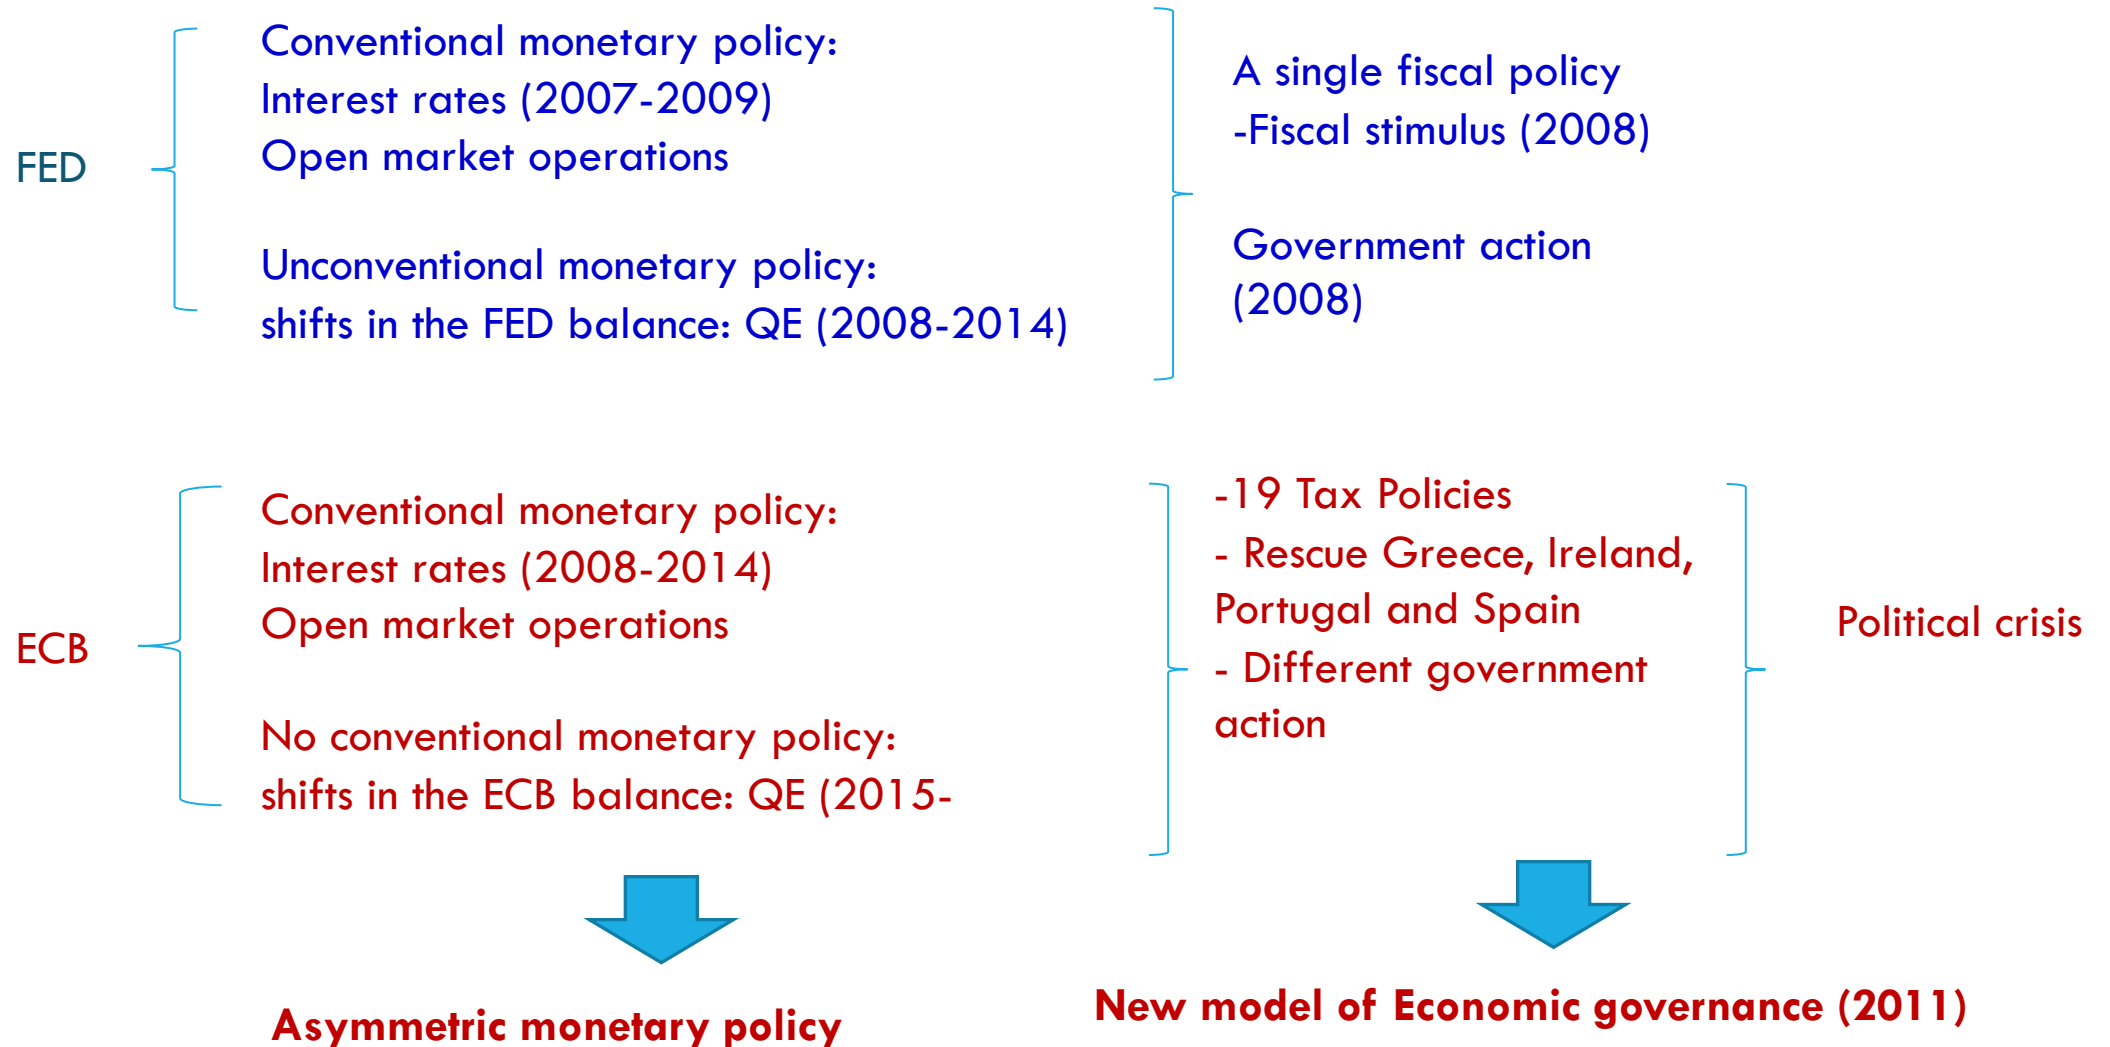 FED
Conventional monetary policy:
Interest rates (2007-2009)
Open market operations
Unconventional monetary policy:
shifts in the FED balance: QE (2008-2014)
A single fiscal policy
-Fiscal stimulus (2008)
Government action
(2008)
ECB
Conventional monetary policy:
Interest rates (2008-2014)
Open market operations
No conventional monetary policy:
shifts in the ECB balance: QE (2015-
-19 Tax Policies
- Rescue Greece, Ireland,
Portugal and Spain
- Different government
action
Political crisis
Asymmetric monetary policy
New model of Economic governance (2011)